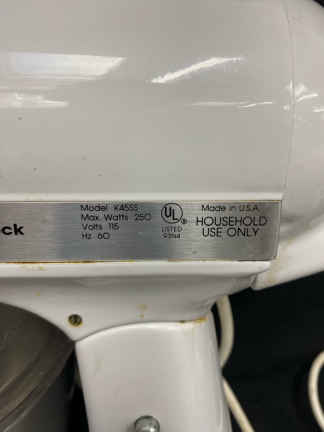 Model K45SS
Max. Watts 250
Volts 115
Hz 60
UL ®
LISTED
Made in U.S.A.
HOUSEHOLD
USE ONLY
ck